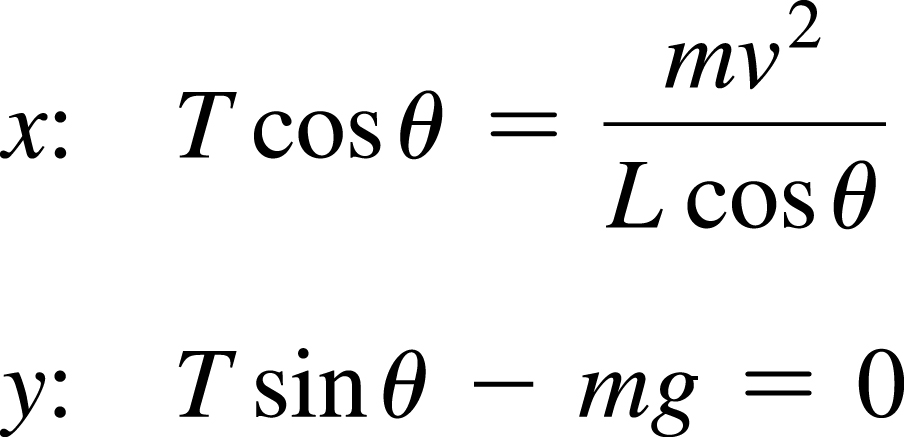 x: T cos θ = mv² / L cos θ
y: T sin θ − mg = 0